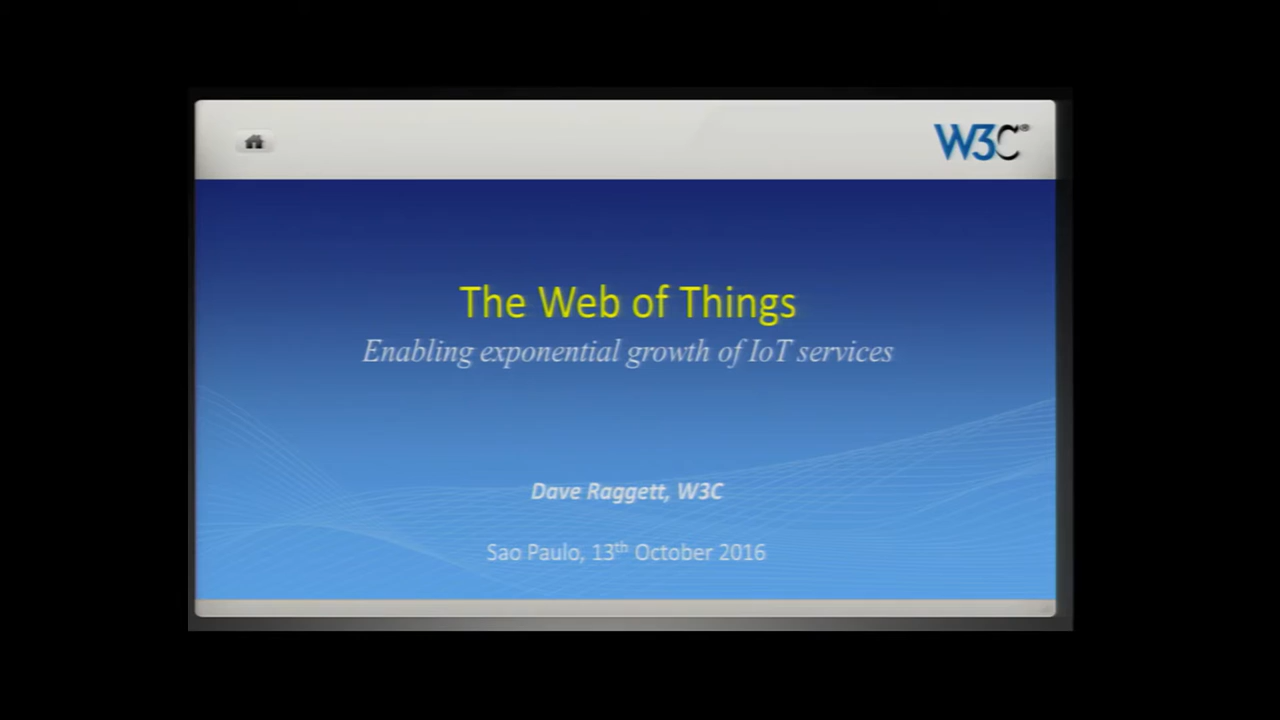 W3C®
The Web of Things
Enabling exponential growth of IoT services
Dave Raggett, W3C
Sao Paulo, 13th October 2016